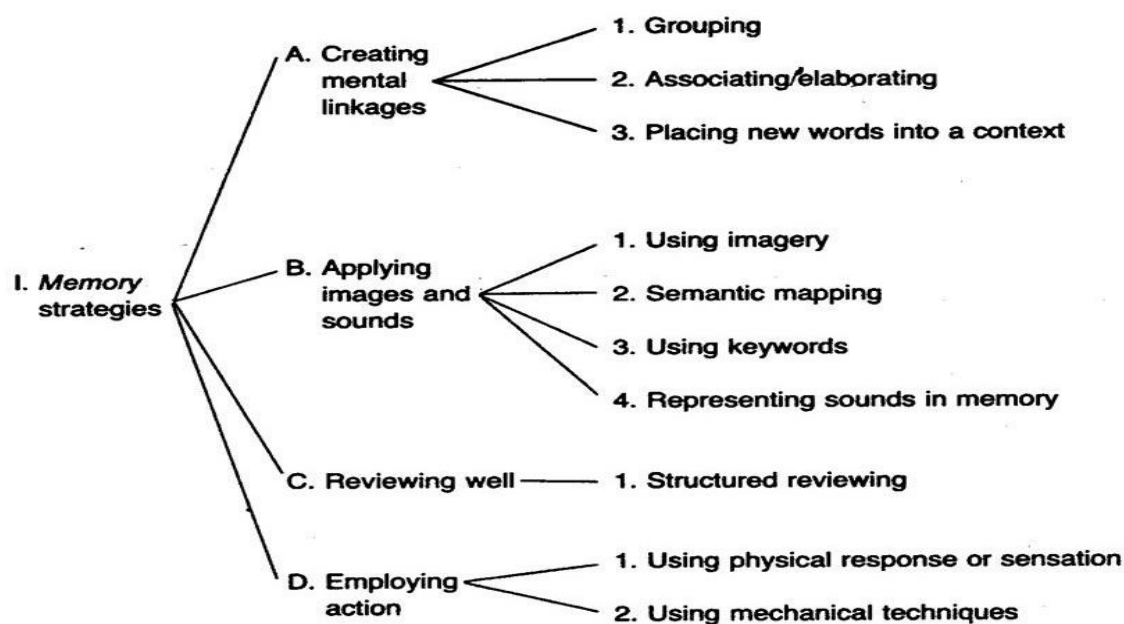 I. Memory
strategies
A. Creating
mental
linkages
1. Grouping
2. Associating/elaborating
3. Placing new words into a context
B. Applying
images and
sounds
1. Using imagery
2. Semantic mapping
3. Using keywords
4. Representing sounds in memory
C. Reviewing well
1. Structured reviewing
D. Employing
action
1. Using physical response or sensation
2. Using mechanical techniques